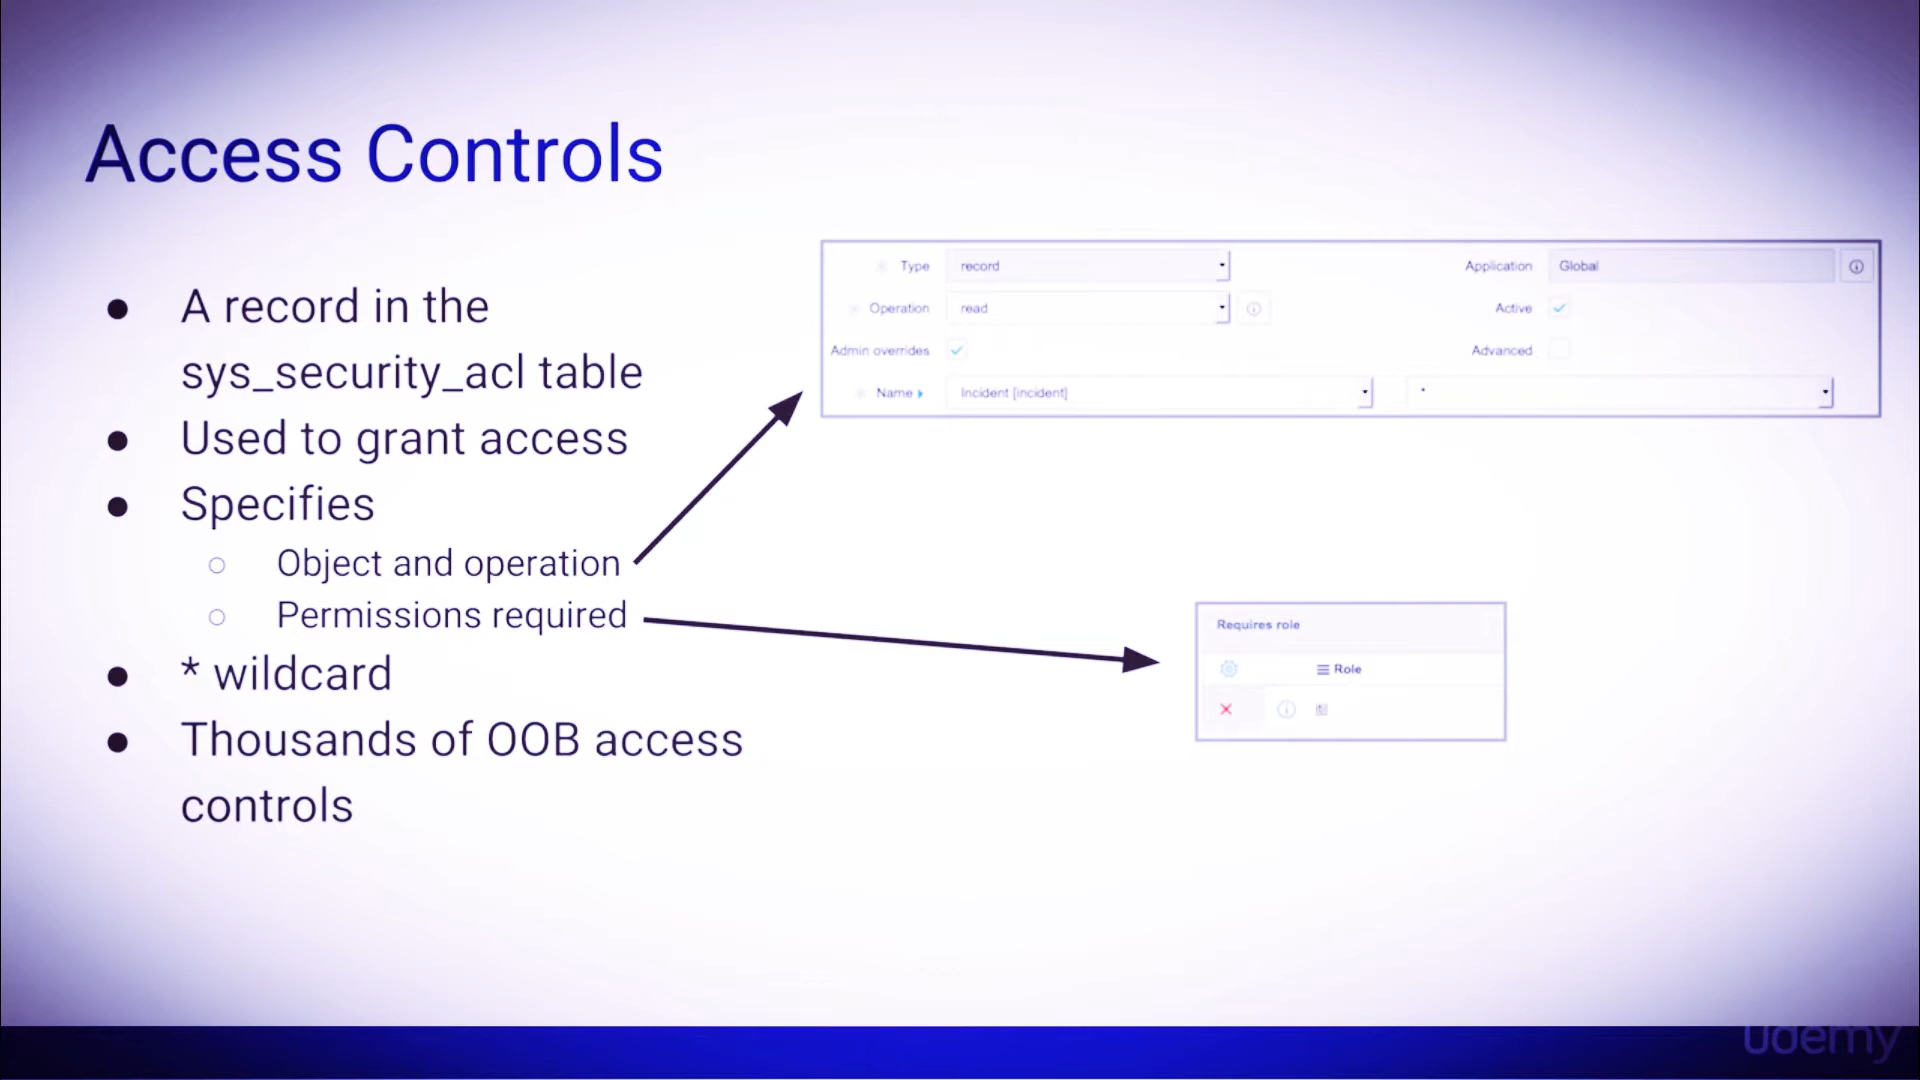 Access Controls
● A record in the
sys_security_acl table
● Used to grant access
● Specifies
○ Object and operation
○ Permissions required
● * wildcard
● Thousands of OOB access
controls
Type record Application Global
Operation read Active
Admin overrides Advanced
Name Incident [incident] *
Requires role
Role
udemy